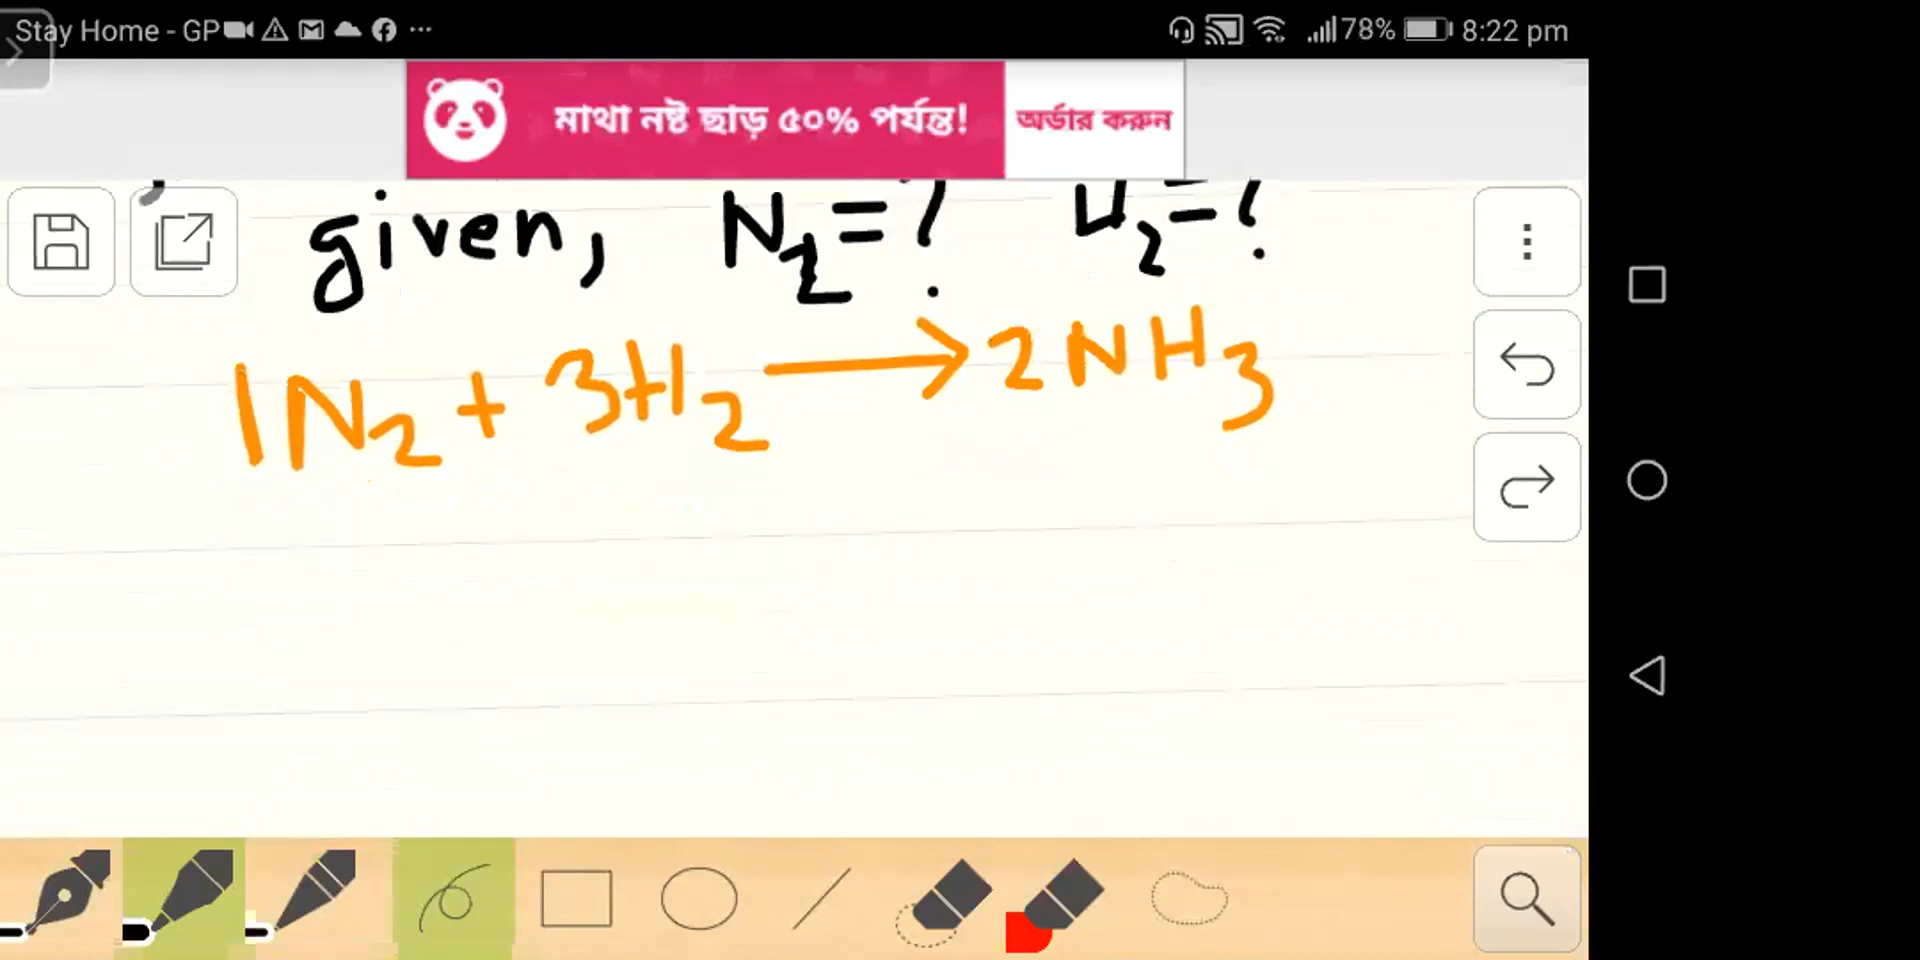 Stay Home - GP 78% 8:22 pm
মাথা নষ্ট ছাড় ৫০% পর্যন্ত! অর্ডার করুন
given, N₂=? H₂=?
1N₂ + 3H₂ → 2NH₃